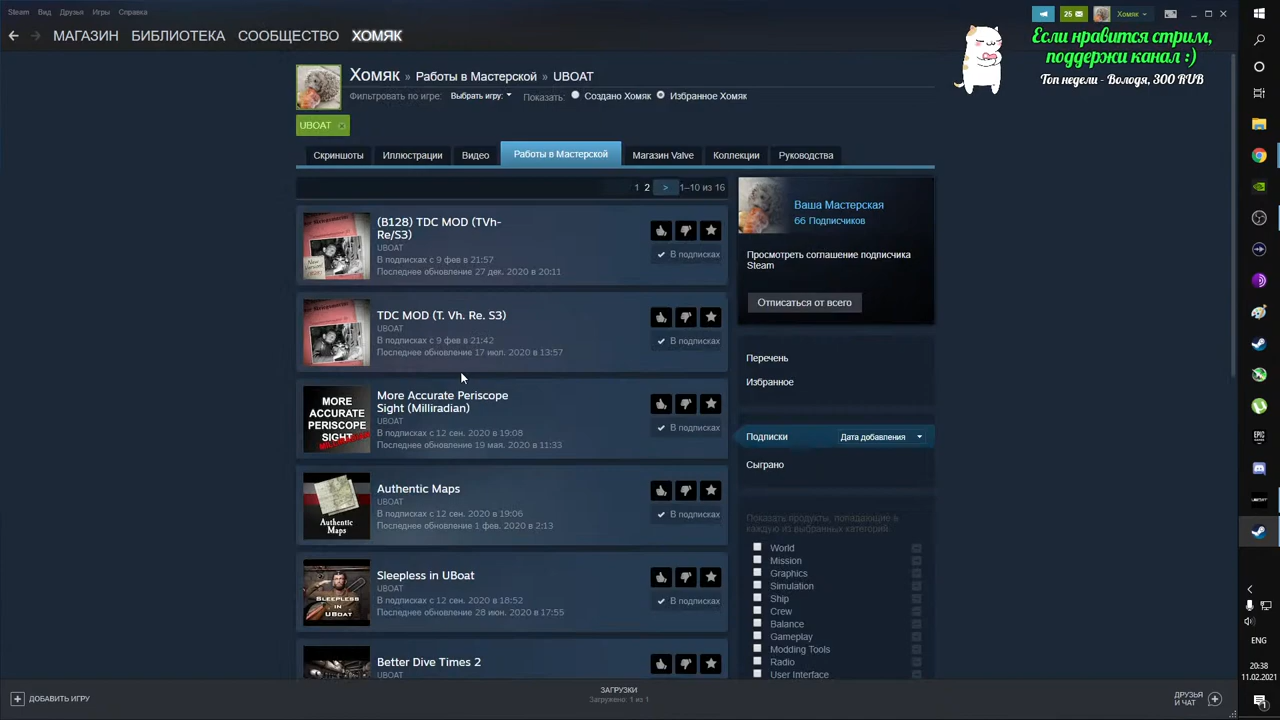 Steam Вид Друзья Игры Справка
25 Хомяк
МАГАЗИН БИБЛИОТЕКА СООБЩЕСТВО ХОМЯК
Если нравится стрим,
поддержи канал :)
Топ недели - Володя, 300 RUB
Хомяк » Работы в Мастерской » UBOAT
Фильтровать по игре: Выбрать игру: Показать: Создано Хомяк Избранное Хомяк
UBOAT
Скриншоты Иллюстрации Видео Работы в Мастерской Магазин Valve Коллекции Руководства
1 2 > 1–10 из 16
(B128) TDC MOD (TVh-
Re/S3)
UBOAT
В подписках с 9 фев в 21:57
Последнее обновление 27 дек. 2020 в 20:11
В подписках
TDC MOD (T. Vh. Re. S3)
UBOAT
В подписках с 9 фев в 21:42
Последнее обновление 17 июл. 2020 в 13:57
В подписках
MORE
ACCURATE
PERISCOPE
SIGHT
More Accurate Periscope
Sight (Milliradian)
UBOAT
В подписках с 12 сен. 2020 в 19:08
Последнее обновление 19 мая. 2020 в 11:33
В подписках
Authentic
Maps
Authentic Maps
UBOAT
В подписках с 12 сен. 2020 в 19:06
Последнее обновление 1 фев. 2020 в 2:13
В подписках
SLEEPLESS
IN
UBOAT
Sleepless in UBoat
UBOAT
В подписках с 12 сен. 2020 в 18:52
Последнее обновление 28 июн. 2020 в 17:55
В подписках
Better Dive Times 2
UBOAT
Ваша Мастерская
66 Подписчиков
Просмотреть соглашение подписчика
Steam
Отписаться от всего
Перечень
Избранное
Подписки Дата добавления
Сыграно
Показать продукты, попадающие в
каждую из выбранных категорий
World
Mission
Graphics
Simulation
Ship
Crew
Balance
Gameplay
Modding Tools
Radio
User Interface
ДОБАВИТЬ ИГРУ
ЗАГРУЗКИ
Загружено: 1 из 1
ДРУЗЬЯ
И ЧАТ
EPIC
ENG
20:38
11.02.2021